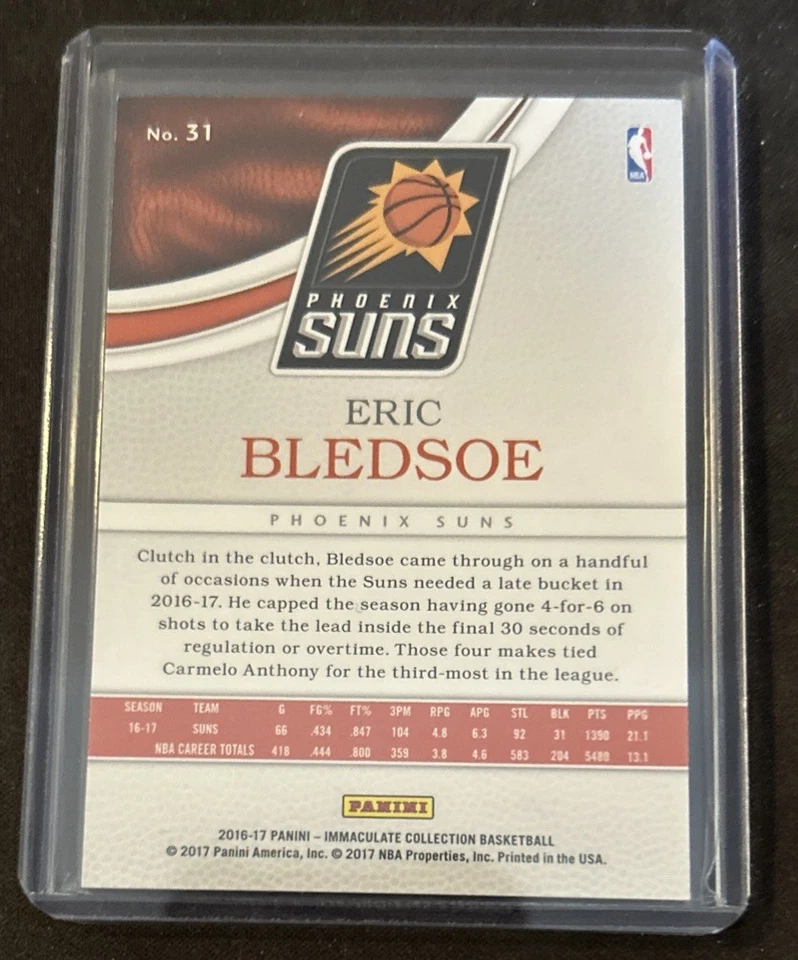 No. 31
NBA
PHOENIX
SUNS
ERIC
BLEDSOE
PHOENIX SUNS
Clutch in the clutch, Bledsoe came through on a handful
of occasions when the Suns needed a late bucket in
2016-17. He capped the season having gone 4-for-6 on
shots to take the lead inside the final 30 seconds of
regulation or overtime. Those four makes tied
Carmelo Anthony for the third-most in the league.
SEASON TEAM G FG% FT% 3PM RPG APG STL BLK PTS PPG
16-17 SUNS 66 .434 .847 104 4.8 6.3 92 31 1390 21.1
NBA CAREER TOTALS 418 .444 .800 359 3.8 4.6 583 204 5480 13.1
PANINI
2016-17 PANINI – IMMACULATE COLLECTION BASKETBALL
© 2017 Panini America, Inc. © 2017 NBA Properties, Inc. Printed in the USA.